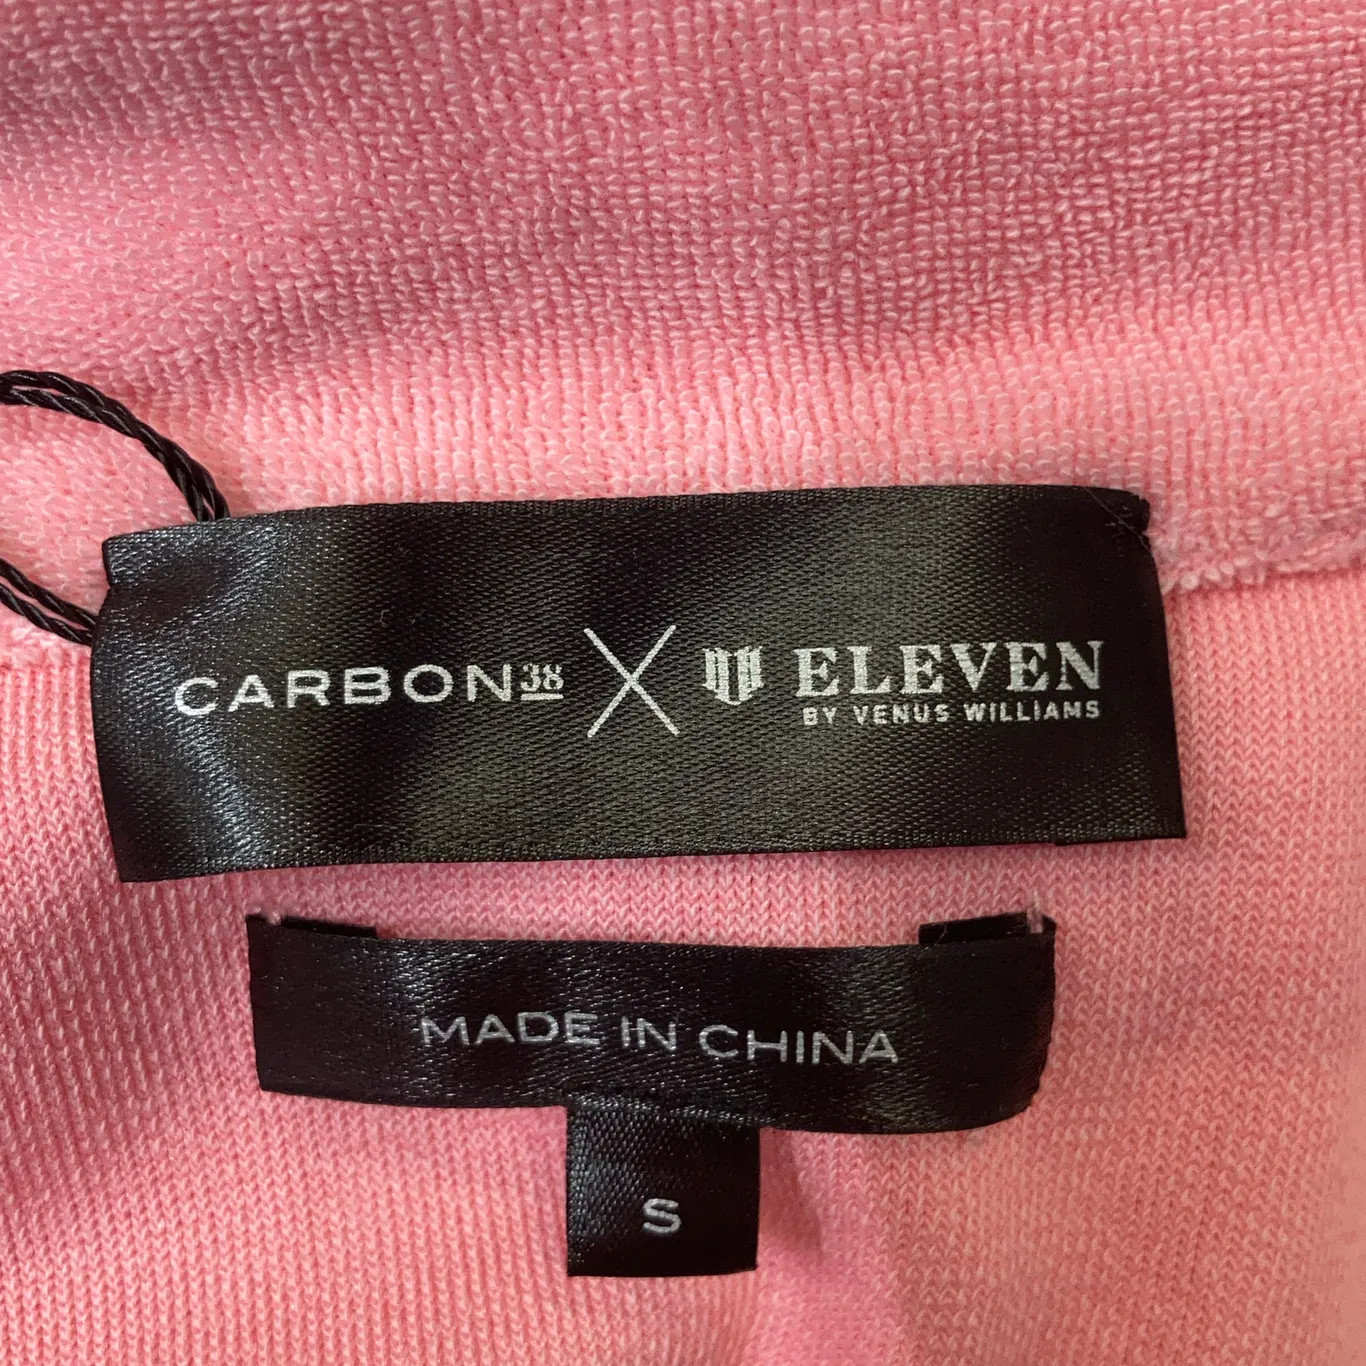 CARBON38 X ELEVEN
BY VENUS WILLIAMS
MADE IN CHINA
S